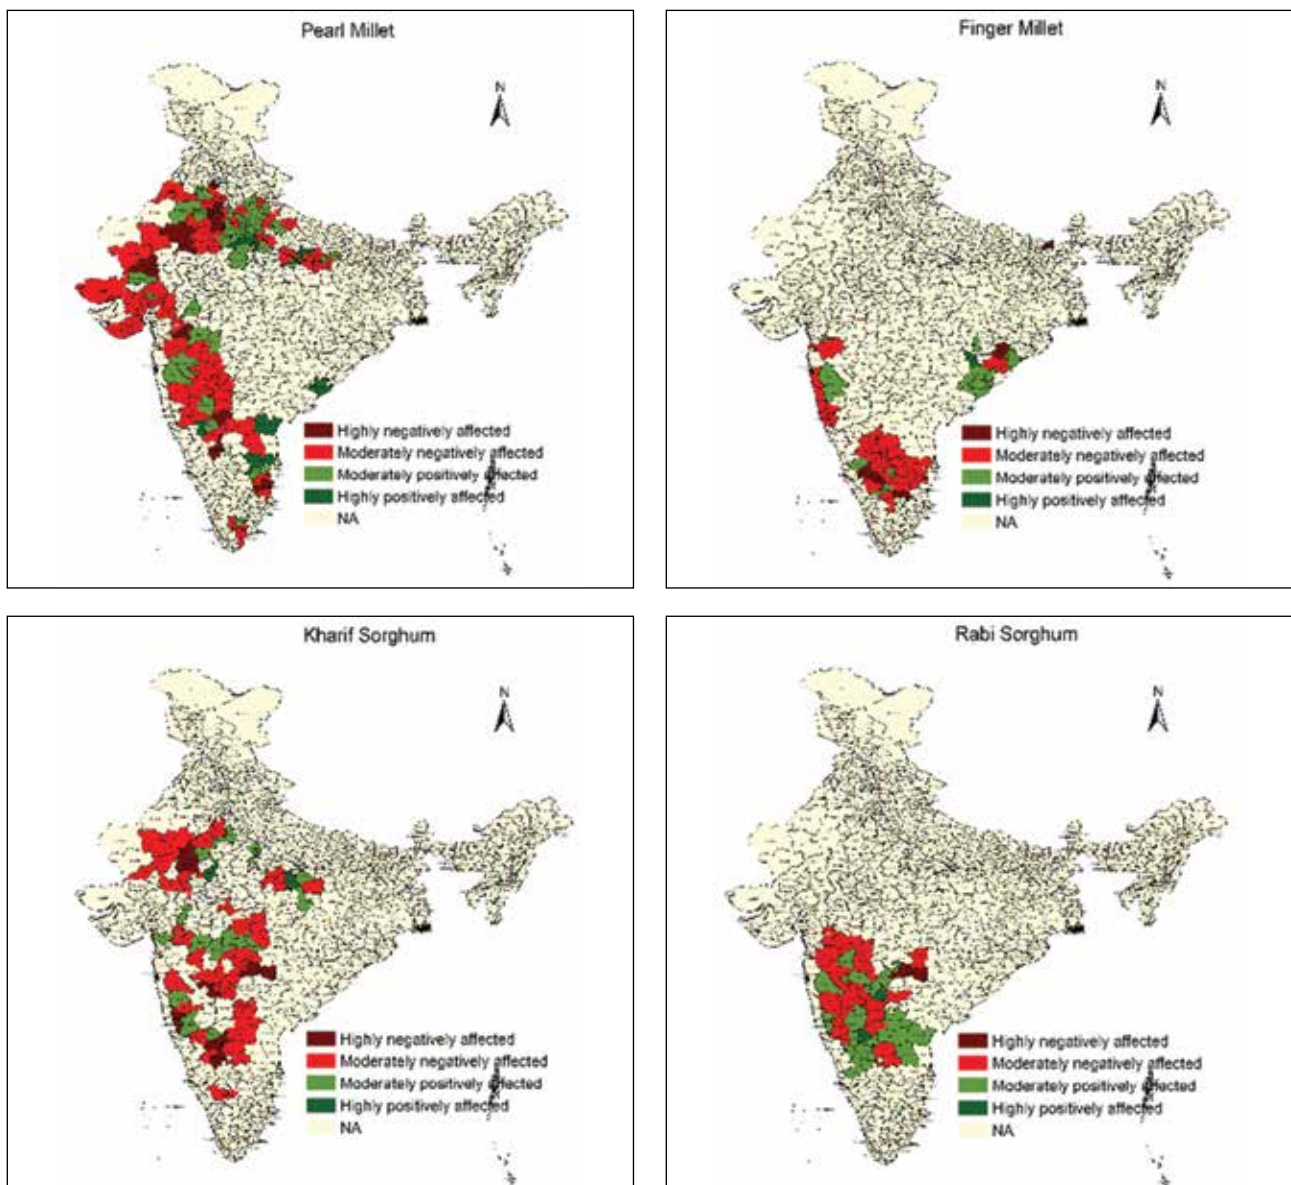 Pearl Millet
N
Highly negatively affected
Moderately negatively affected
Moderately positively affected
Highly positively affected
NA
Finger Millet
N
Highly negatively affected
Moderately negatively affected
Moderately positively affected
Highly positively affected
NA
Kharif Sorghum
N
Highly negatively affected
Moderately negatively affected
Moderately positively affected
Highly positively affected
NA
Rabi Sorghum
N
Highly negatively affected
Moderately negatively affected
Moderately positively affected
Highly positively affected
NA